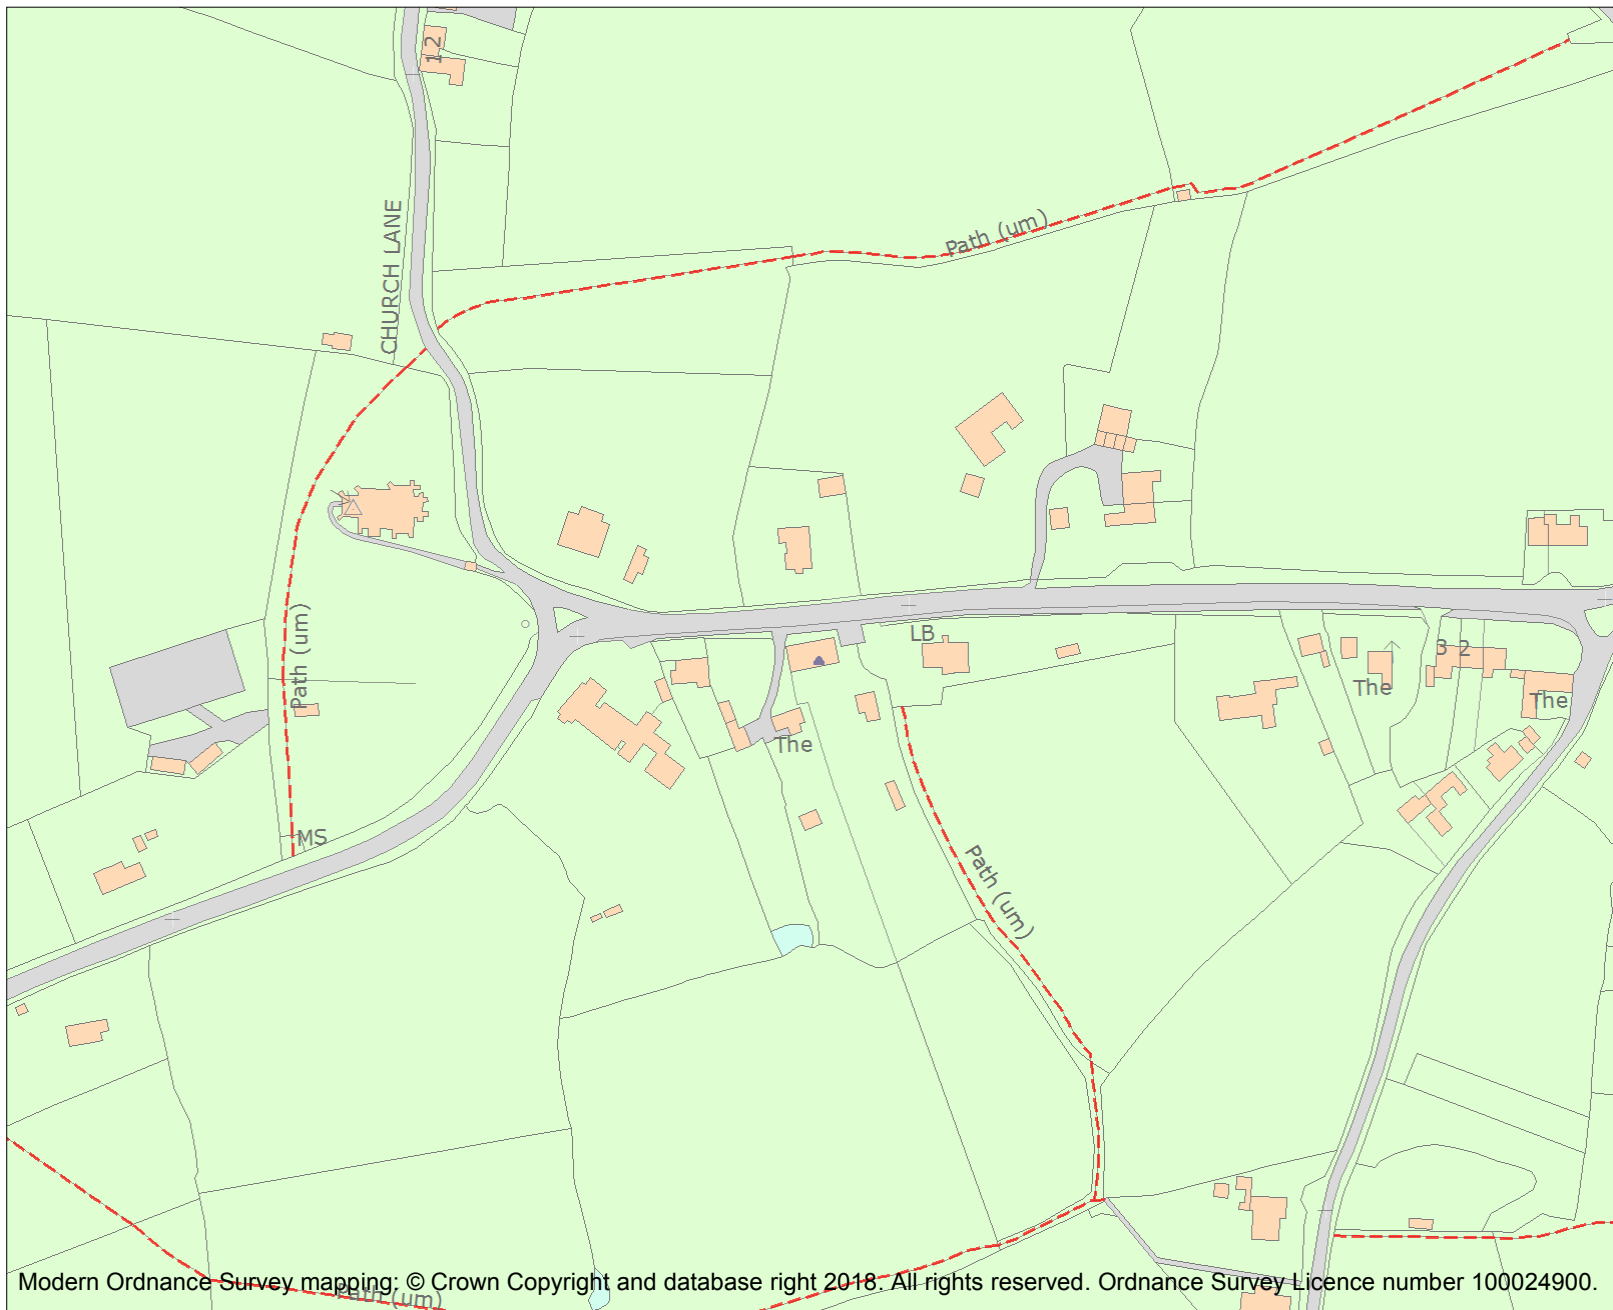 12
CHURCH LANE
Path (um)
LB
Path (um)
3 2
The
The
The
MS
Path (um)
Path (um)
Modern Ordnance Survey mapping: © Crown Copyright and database right 2018. All rights reserved. Ordnance Survey Licence number 100024900.